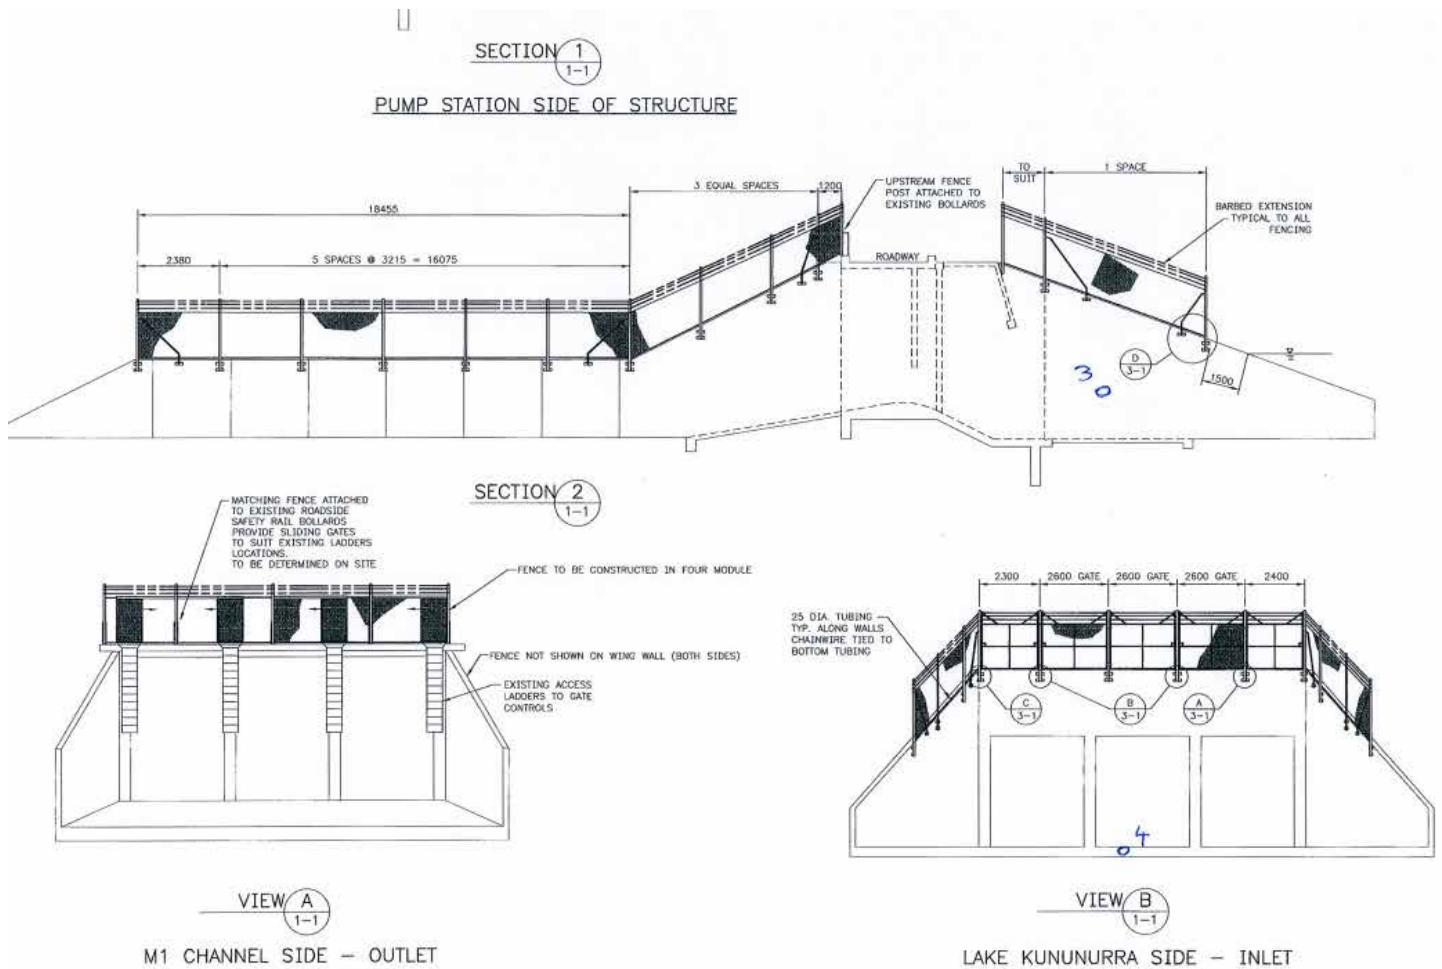 SECTION 1
1-1
PUMP STATION SIDE OF STRUCTURE
18455
2380
5 SPACES @ 3215 = 16075
3 EQUAL SPACES
1200
UPSTREAM FENCE
POST ATTACHED TO
EXISTING BOLLARDS
ROADWAY
TO
SUIT
1 SPACE
BARBED EXTENSION
TYPICAL TO ALL
FENCING
D
3-1
1500
3
0
SECTION 2
1-1
MATCHING FENCE ATTACHED
TO EXISTING ROADSIDE
SAFETY RAIL BOLLARDS
PROVIDE SLIDING GATES
TO SUIT EXISTING LADDERS
LOCATIONS.
TO BE DETERMINED ON SITE
FENCE TO BE CONSTRUCTED IN FOUR MODULE
FENCE NOT SHOWN ON WING WALL (BOTH SIDES)
EXISTING ACCESS
LADDERS TO GATE
CONTROLS
VIEW A
1-1
M1 CHANNEL SIDE - OUTLET
2300
2600 GATE
2600 GATE
2600 GATE
2400
25 DIA. TUBING
TYP. ALONG WALLS
CHAINWIRE TIED TO
BOTTOM TUBING
C
3-1
B
3-1
A
3-1
4
0
VIEW B
1-1
LAKE KUNUNURRA SIDE - INLET